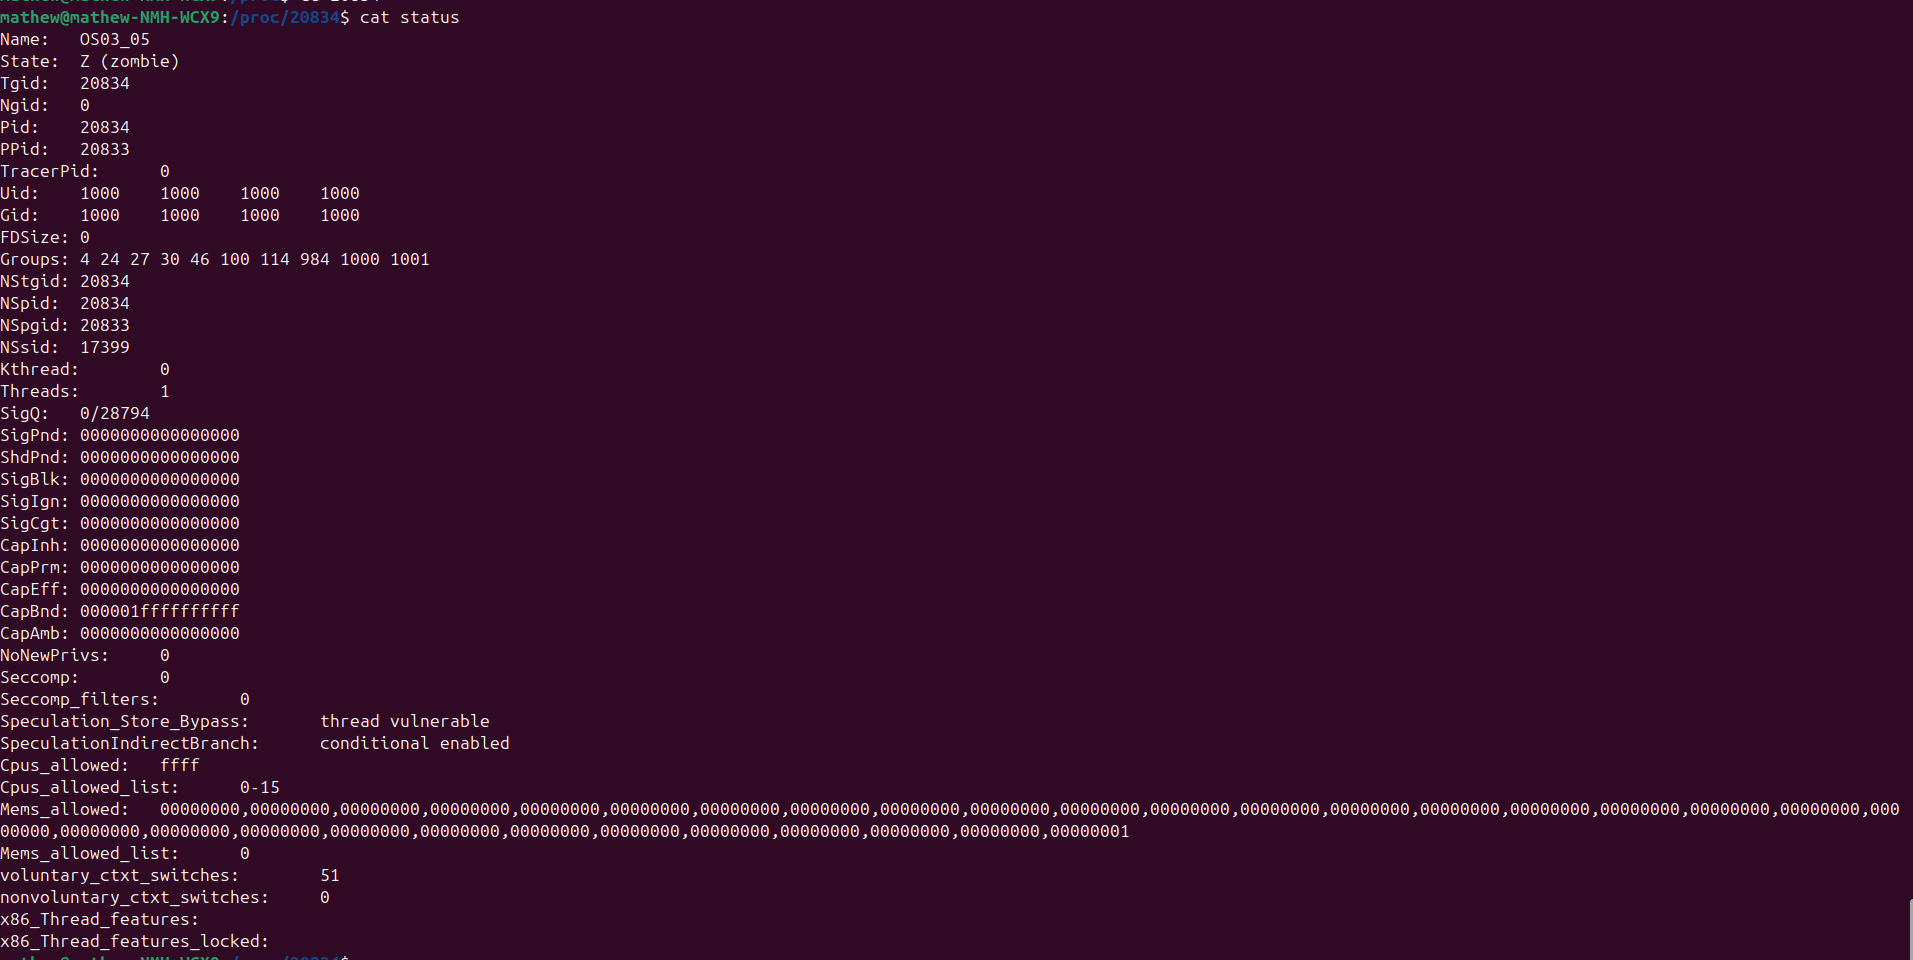 mathew@mathew-NMH-WCX9:/proc/20834$ cat status
Name:	OS03_05
State:	Z (zombie)
Tgid:	20834
Ngid:	0
Pid:	20834
PPid:	20833
TracerPid:	0
Uid:	1000	1000	1000	1000
Gid:	1000	1000	1000	1000
FDSize:	0
Groups:	4 24 27 30 46 100 114 984 1000 1001
NStgid:	20834
NSpid:	20834
NSpgid:	20833
NSsid:	17399
Kthread:	0
Threads:	1
SigQ:	0/28794
SigPnd:	0000000000000000
ShdPnd:	0000000000000000
SigBlk:	0000000000000000
SigIgn:	0000000000000000
SigCgt:	0000000000000000
CapInh:	0000000000000000
CapPrm:	0000000000000000
CapEff:	0000000000000000
CapBnd:	000001ffffffffff
CapAmb:	0000000000000000
NoNewPrivs:	0
Seccomp:	0
Seccomp_filters:	0
Speculation_Store_Bypass:	thread vulnerable
SpeculationIndirectBranch:	conditional enabled
Cpus_allowed:	ffff
Cpus_allowed_list:	0-15
Mems_allowed:	00000000,00000000,00000000,00000000,00000000,00000000,00000000,00000000,00000000,00000000,00000000,00000000,00000000,00000000,00000000,00000000,00000000,00000000,00000000,000
00000,00000000,00000000,00000000,00000000,00000000,00000000,00000000,00000000,00000000,00000000,00000000,00000001
Mems_allowed_list:	0
voluntary_ctxt_switches:	51
nonvoluntary_ctxt_switches:	0
x86_Thread_features:
x86_Thread_features_locked:
mathew@mathew-NMH-WCX9:/proc/20834$